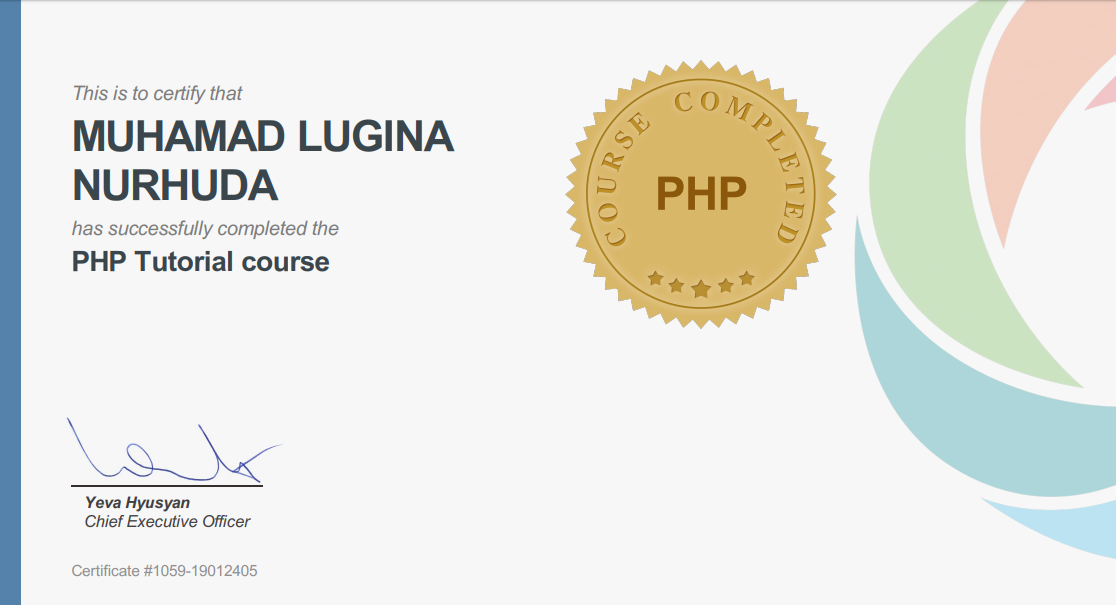 This is to certify that
MUHAMAD LUGINA
NURHUDA
has successfully completed the
PHP Tutorial course
COURSE COMPLETED
PHP
Yeva Hyusyan
Chief Executive Officer
Certificate #1059-19012405